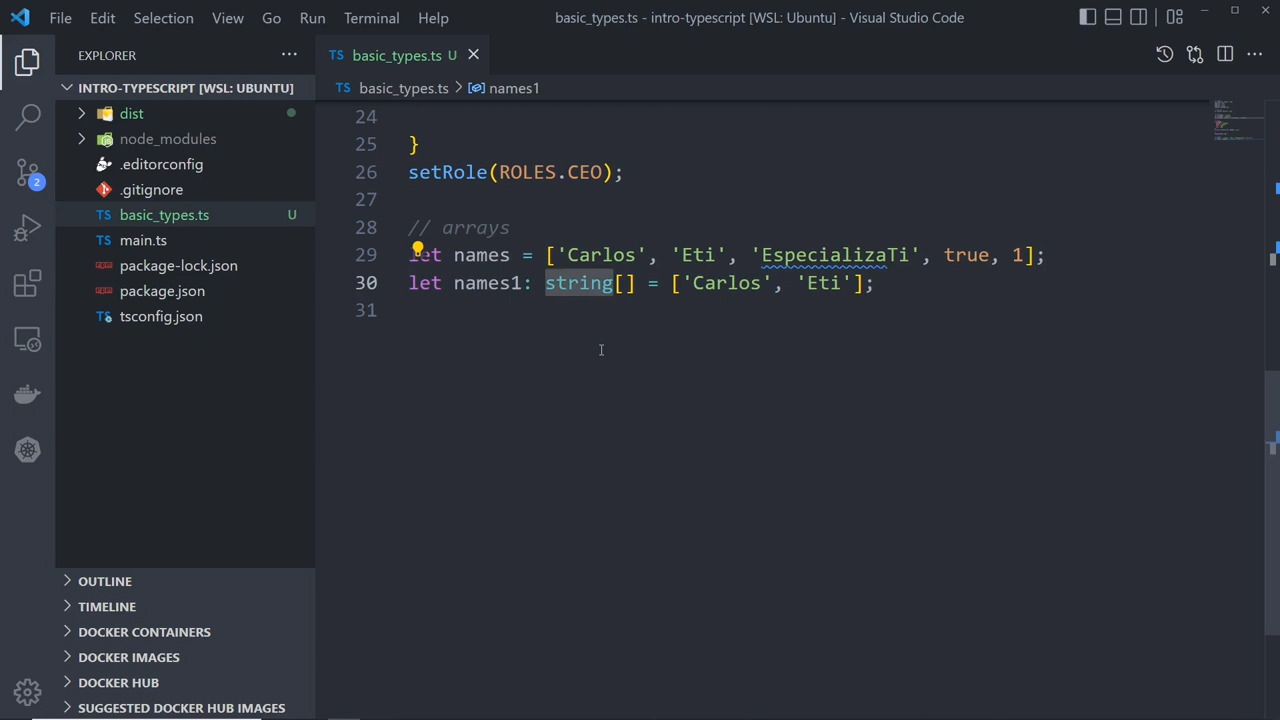 File Edit Selection View Go Run Terminal Help basic_types.ts - intro-typescript [WSL: Ubuntu] - Visual Studio Code
EXPLORER
INTRO-TYPESCRIPT [WSL: UBUNTU]
dist
node_modules
.editorconfig
.gitignore
TS basic_types.ts U
TS main.ts
package-lock.json
package.json
TS tsconfig.json
OUTLINE
TIMELINE
DOCKER CONTAINERS
DOCKER IMAGES
DOCKER HUB
SUGGESTED DOCKER HUB IMAGES
2
TS basic_types.ts U
TS basic_types.ts > names1
24
25 }
26 setRole(ROLES.CEO);
27
28 // arrays
29 let names = ['Carlos', 'Eti', 'EspecializaTi', true, 1];
30 let names1: string[] = ['Carlos', 'Eti'];
31